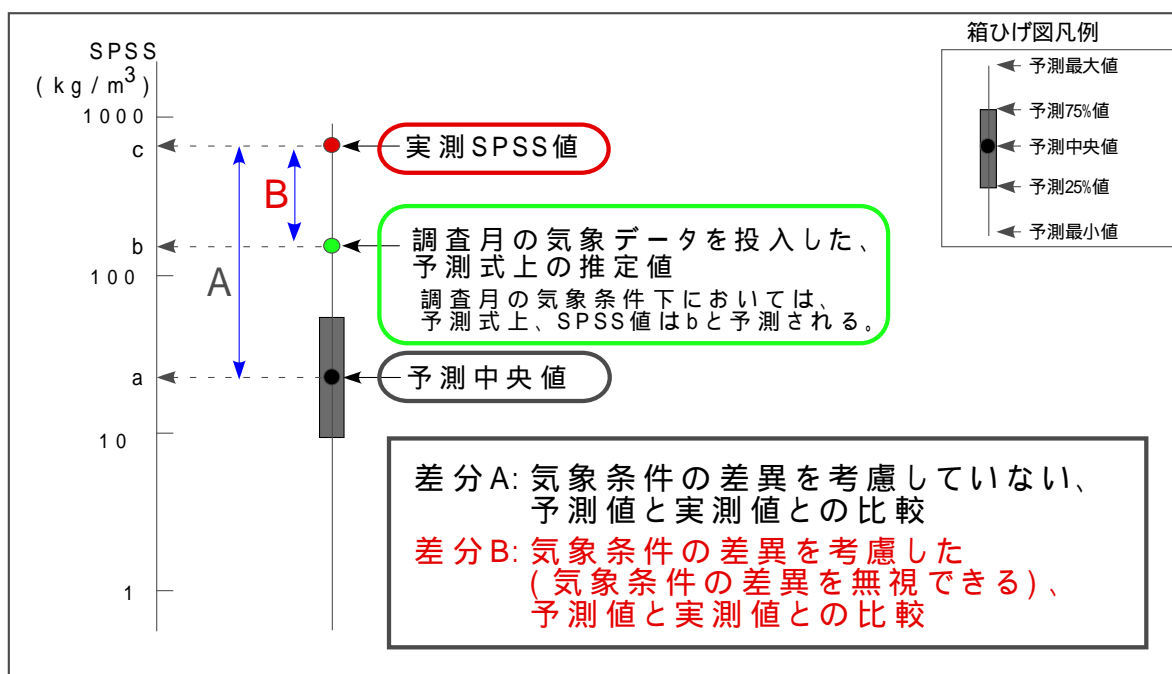 SPSS
(kg/m³)
1000
c
b
100
a
10
1
A
B
実測SPSS値
調査月の気象データを投入した、
予測式上の推定値
調査月の気象条件下においては、
予測式上、SPSS値はbと予測される。
予測中央値
箱ひげ図凡例
予測最大値
予測75%値
予測中央値
予測25%値
予測最小値
差分A: 気象条件の差異を考慮していない、
予測値と実測値との比較
差分B: 気象条件の差異を考慮した
(気象条件の差異を無視できる)、
予測値と実測値との比較